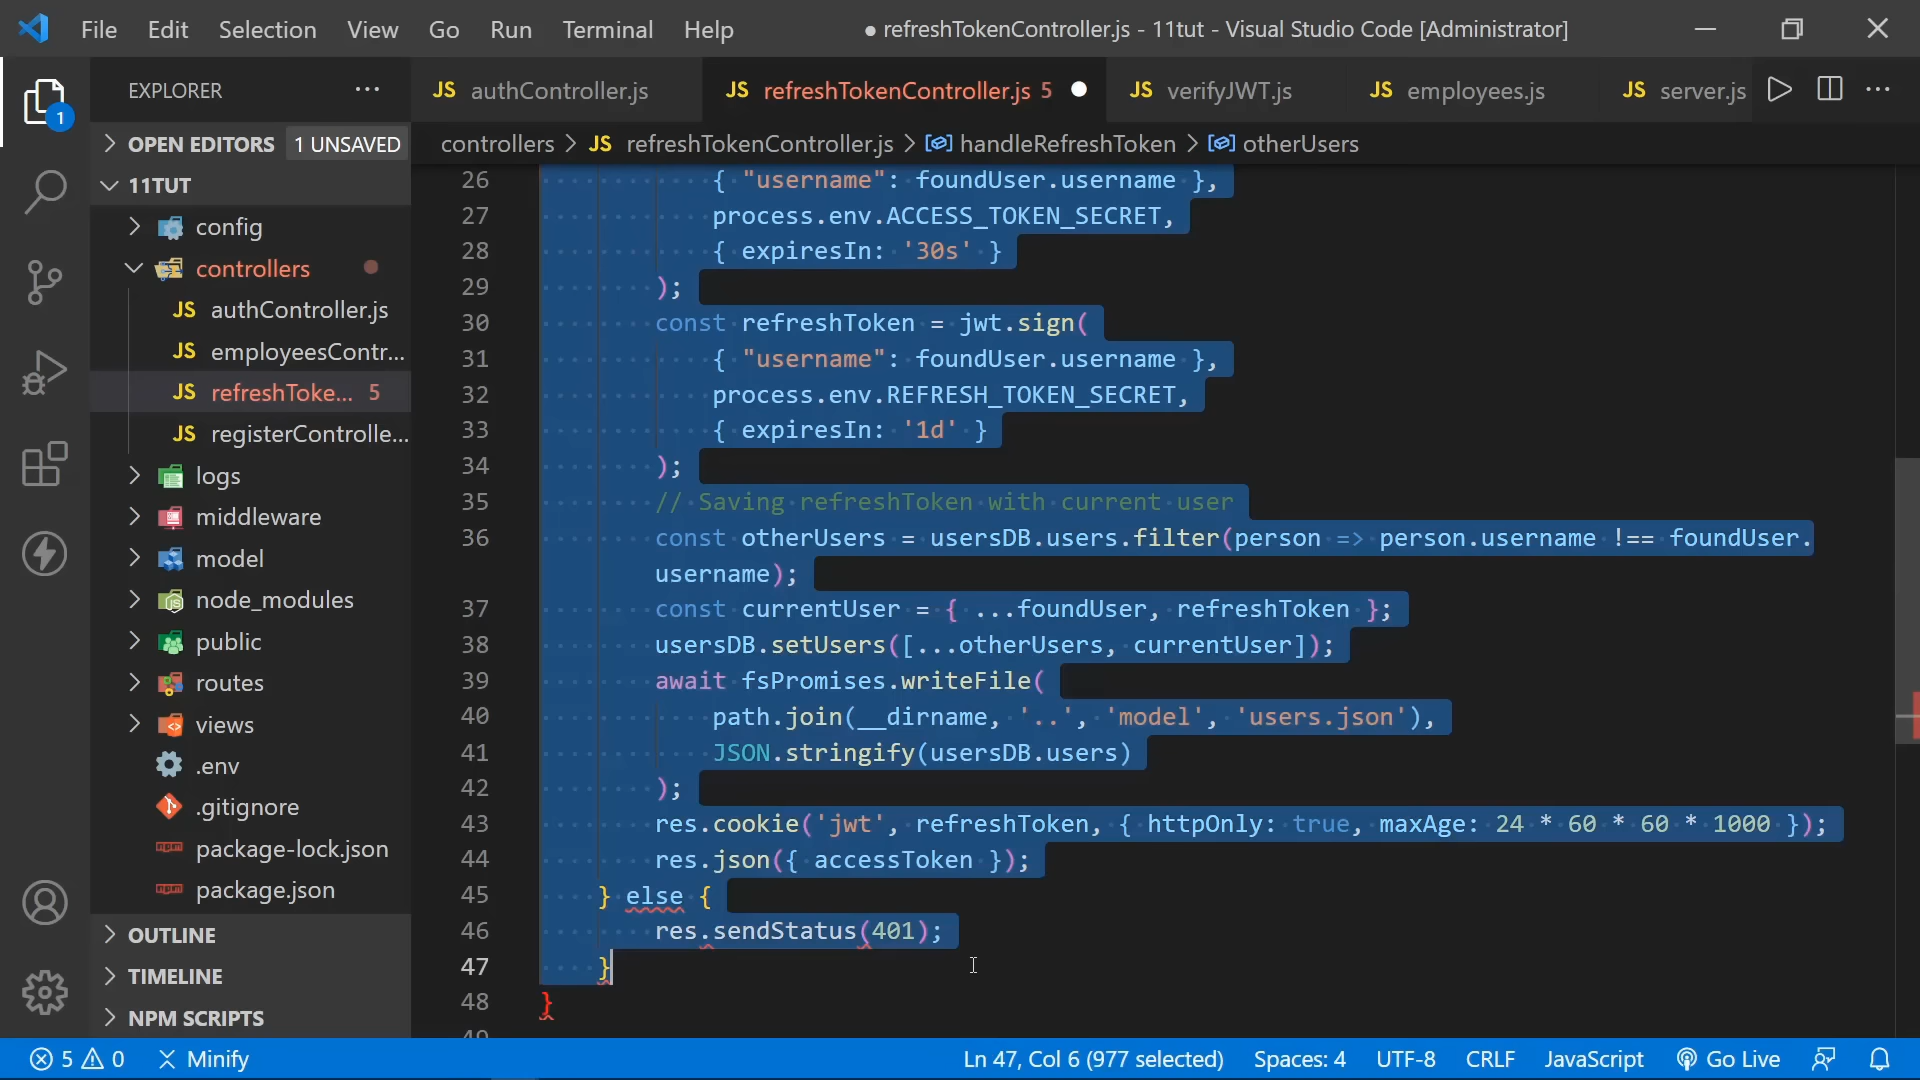 File Edit Selection View Go Run Terminal Help
● refreshTokenController.js - 11tut - Visual Studio Code [Administrator]
EXPLORER
JS authController.js
JS refreshTokenController.js 5
JS verifyJWT.js
JS employees.js
JS server.js
1
OPEN EDITORS 1 UNSAVED
controllers > JS refreshTokenController.js > handleRefreshToken > otherUsers
11TUT
config
controllers
JS authController.js
JS employeesContr...
JS refreshToke... 5
JS registerControlle...
logs
middleware
model
node_modules
public
routes
views
.env
.gitignore
package-lock.json
package.json
OUTLINE
TIMELINE
NPM SCRIPTS
26 { "username": foundUser.username },
27 process.env.ACCESS_TOKEN_SECRET,
28 { expiresIn: '30s' }
29 );
30 const refreshToken = jwt.sign(
31 { "username": foundUser.username },
32 process.env.REFRESH_TOKEN_SECRET,
33 { expiresIn: '1d' }
34 );
35 // Saving refreshToken with current user
36 const otherUsers = usersDB.users.filter(person => person.username !== foundUser.
username);
37 const currentUser = { ...foundUser, refreshToken };
38 usersDB.setUsers([...otherUsers, currentUser]);
39 await fsPromises.writeFile(
40 path.join(__dirname, '..', 'model', 'users.json'),
41 JSON.stringify(usersDB.users)
42 );
43 res.cookie('jwt', refreshToken, { httpOnly: true, maxAge: 24 * 60 * 60 * 1000 });
44 res.json({ accessToken });
45 } else {
46 res.sendStatus(401);
47 }
48 }
49
5 0 Minify
Ln 47, Col 6 (977 selected) Spaces: 4 UTF-8 CRLF JavaScript Go Live